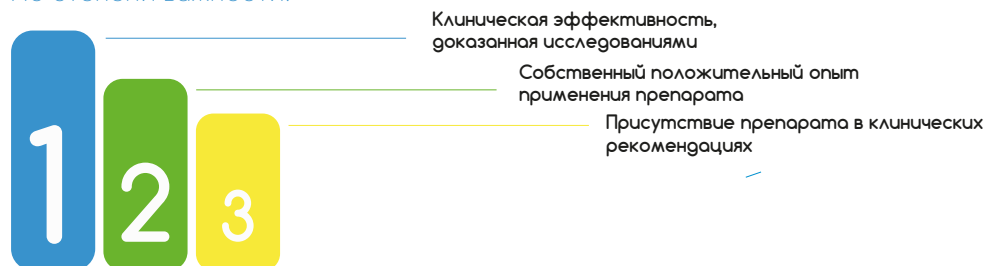 Клиническая эффективность,
доказанная исследованиями
Собственный положительный опыт
применения препарата
Присутствие препарата в клинических
рекомендациях
1
2
3